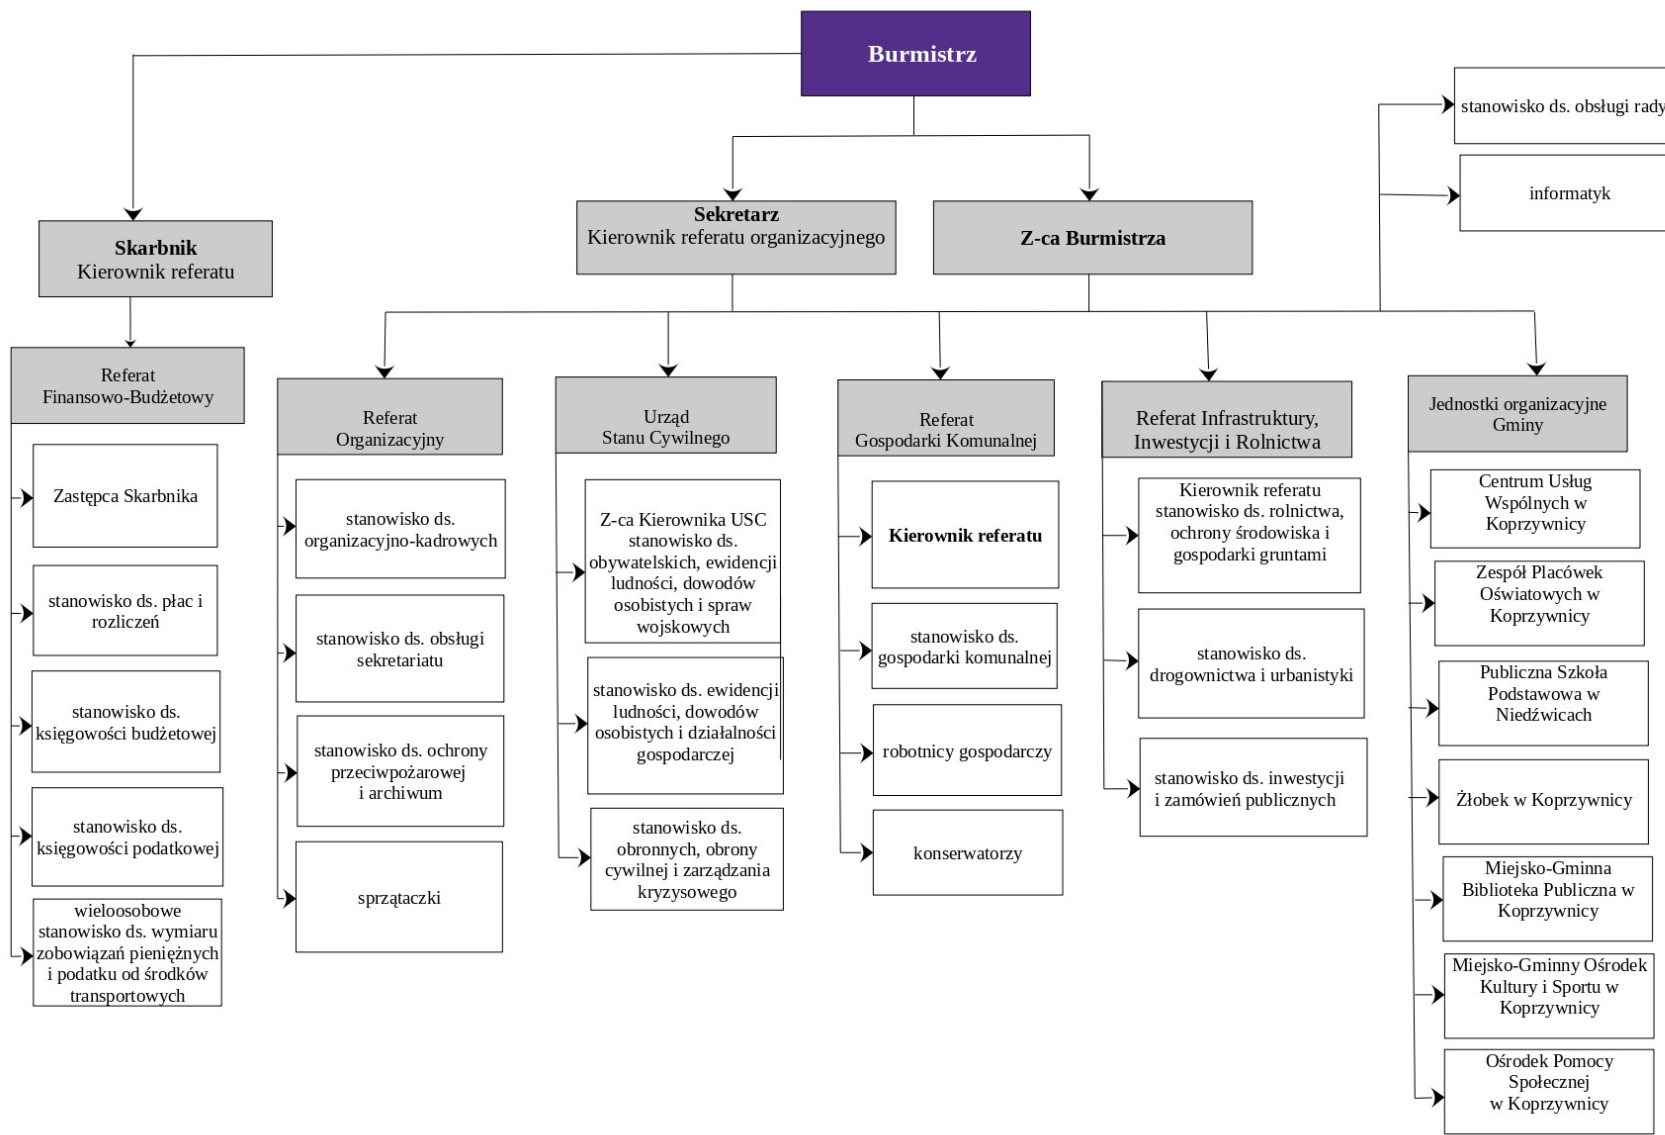 Burmistrz
stanowisko ds. obsługi rady
informatyk
Skarbnik
Kierownik referatu
Sekretarz
Kierownik referatu organizacyjnego
Z-ca Burmistrza
Referat
Finansowo-Budżetowy
Zastępca Skarbnika
stanowisko ds. płac i
rozliczeń
stanowisko ds.
księgowości budżetowej
stanowisko ds.
księgowości podatkowej
wieloosobowe
stanowisko ds. wymiaru
zobowiązań pieniężnych
i podatku od środków
transportowych
Referat
Organizacyjny
stanowisko ds.
organizacyjno-kadrowych
stanowisko ds. obsługi
sekretariatu
stanowisko ds. ochrony
przeciwpożarowej
i archiwum
sprzątaczki
Urząd
Stanu Cywilnego
Z-ca Kierownika USC
stanowisko ds.
obywatelskich, ewidencji
ludności, dowodów
osobistych i spraw
wojskowych
stanowisko ds. ewidencji
ludności, dowodów
osobistych i działalności
gospodarczej
stanowisko ds.
obronnych, obrony
cywilnej i zarządzania
kryzysowego
Referat
Gospodarki Komunalnej
Kierownik referatu
stanowisko ds.
gospodarki komunalnej
robotnicy gospodarczy
konserwatorzy
Referat Infrastruktury,
Inwestycji i Rolnictwa
Kierownik referatu
stanowisko ds. rolnictwa,
ochrony środowiska i
gospodarki gruntami
stanowisko ds.
drogownictwa i urbanistyki
stanowisko ds. inwestycji
i zamówień publicznych
Jednostki organizacyjne
Gminy
Centrum Usług
Wspólnych w
Koprzywnicy
Zespół Placówek
Oświatowych w
Koprzywnicy
Publiczna Szkoła
Podstawowa w
Niedźwicach
Żłobek w Koprzywnicy
Miejsko-Gminna
Biblioteka Publiczna w
Koprzywnicy
Miejsko-Gminny Ośrodek
Kultury i Sportu w
Koprzywnicy
Ośrodek Pomocy
Społecznej
w Koprzywnicy